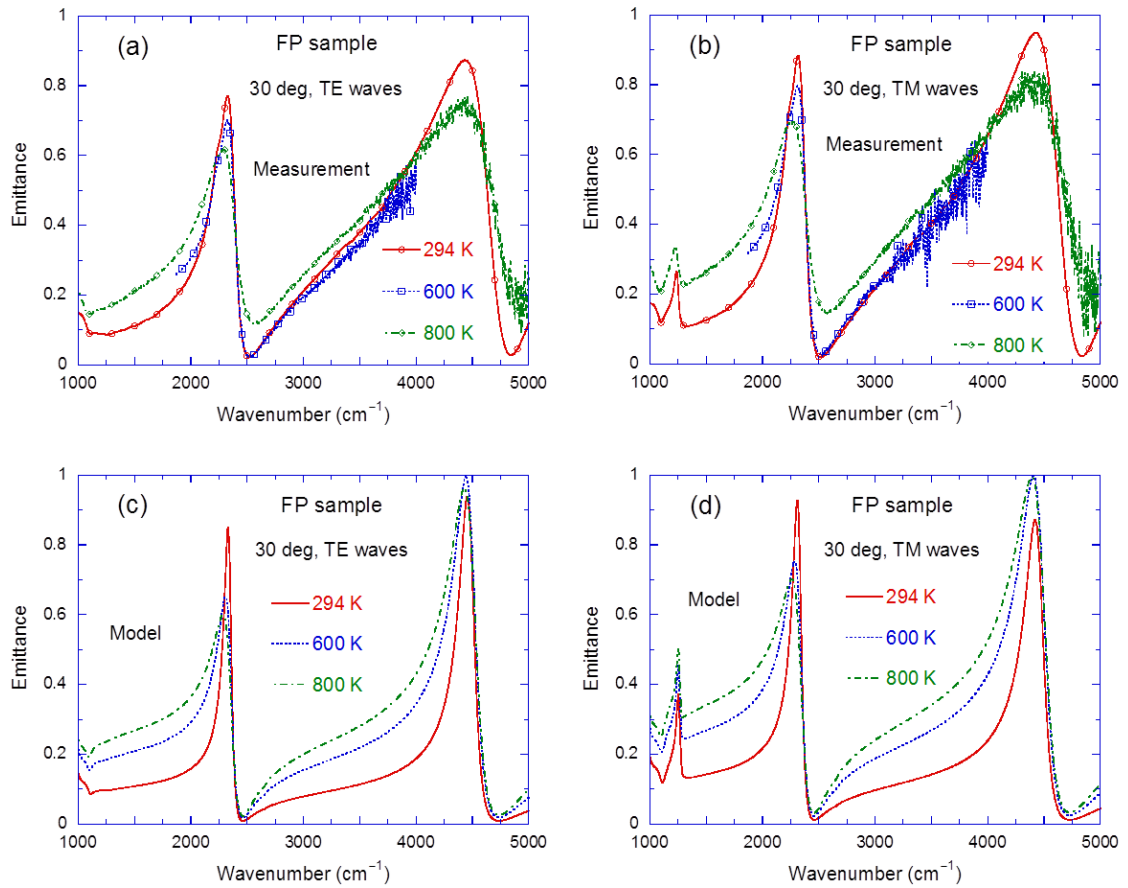 (a)
FP sample
30 deg, TE waves
Measurement
294 K
600 K
800 K
Emittance
1
0.8
0.6
0.4
0.2
0
1000 2000 3000 4000 5000
Wavenumber (cm⁻¹)
(b)
FP sample
30 deg, TM waves
Measurement
294 K
600 K
800 K
Emittance
1
0.8
0.6
0.4
0.2
0
1000 2000 3000 4000 5000
Wavenumber (cm⁻¹)
(c)
FP sample
30 deg, TE waves
294 K
Model
600 K
800 K
Emittance
1
0.8
0.6
0.4
0.2
0
1000 2000 3000 4000 5000
Wavenumber (cm⁻¹)
(d)
FP sample
30 deg, TM waves
Model
294 K
600 K
800 K
Emittance
1
0.8
0.6
0.4
0.2
0
1000 2000 3000 4000 5000
Wavenumber (cm⁻¹)